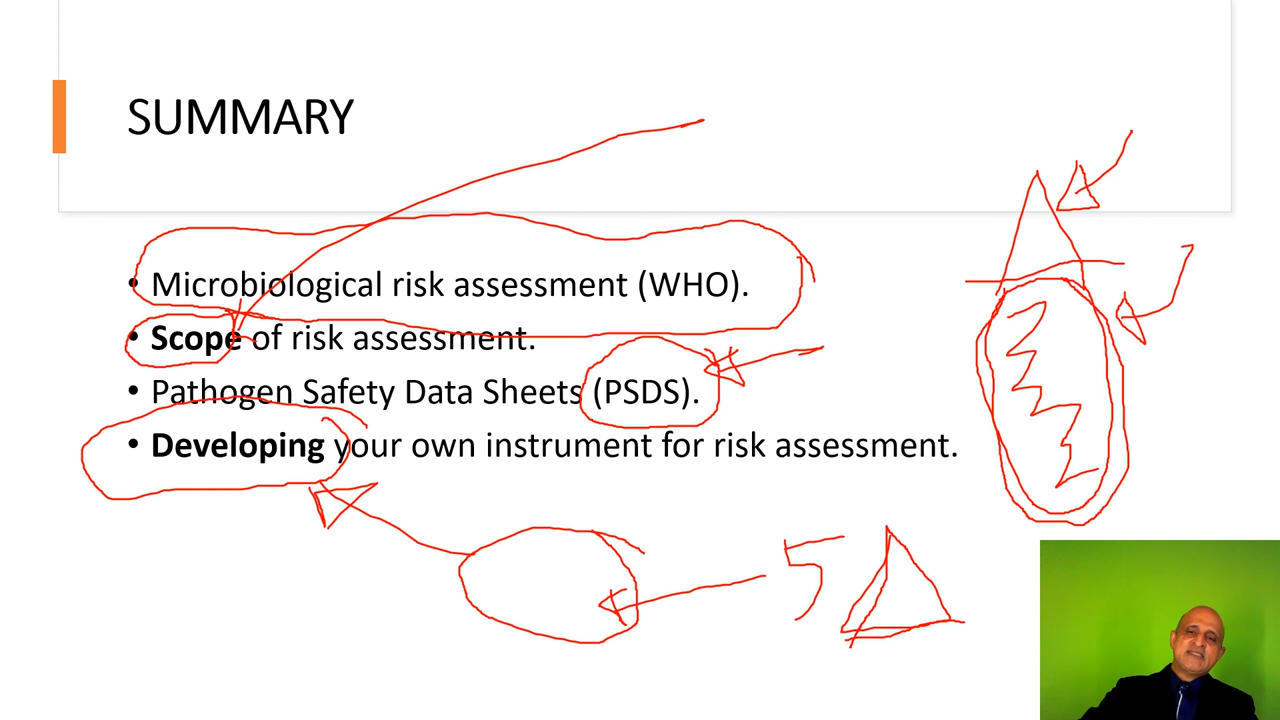 SUMMARY
• Microbiological risk assessment (WHO).
• Scope of risk assessment.
• Pathogen Safety Data Sheets (PSDS).
• Developing your own instrument for risk assessment.
5